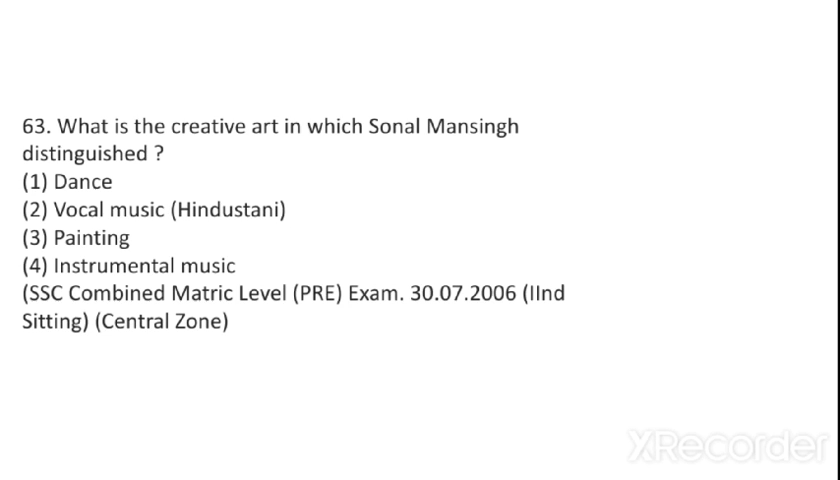 63. What is the creative art in which Sonal Mansingh
distinguished ?
(1) Dance
(2) Vocal music (Hindustani)
(3) Painting
(4) Instrumental music
(SSC Combined Matric Level (PRE) Exam. 30.07.2006 (IInd
Sitting) (Central Zone)
XRecorder